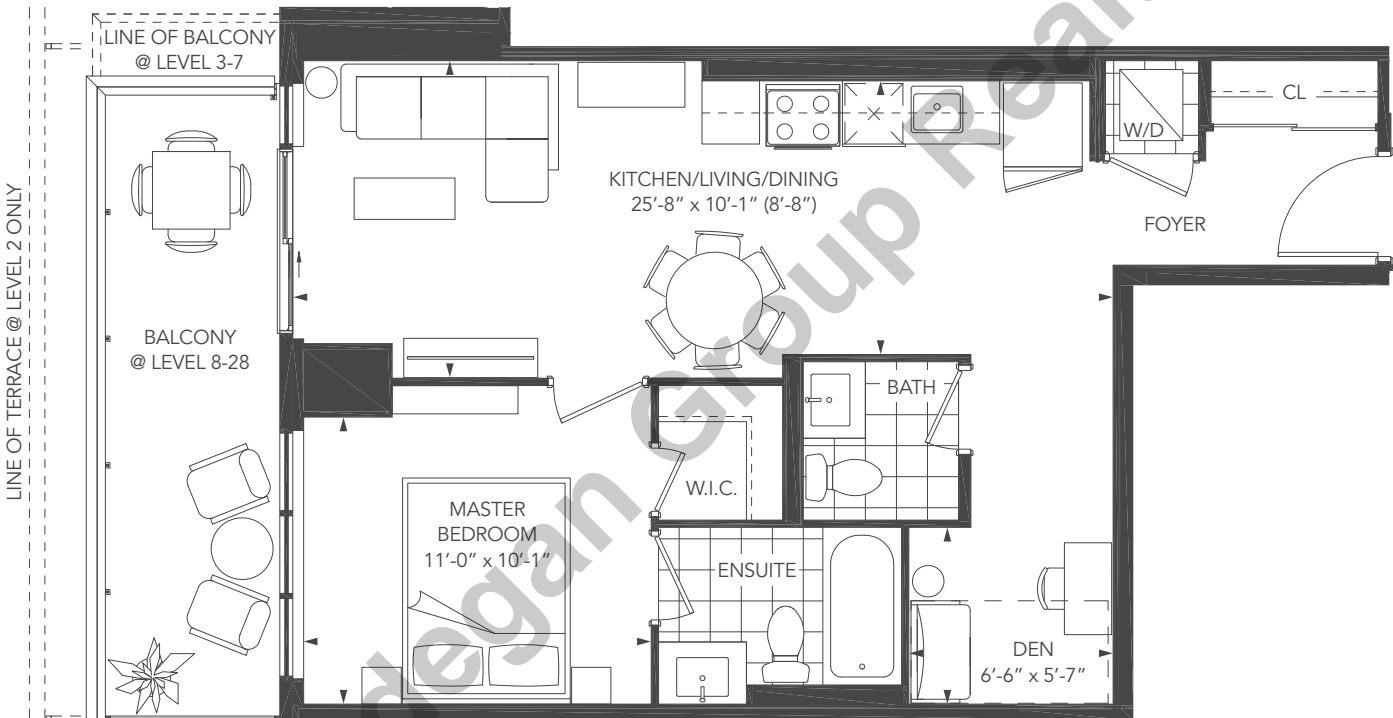 LINE OF BALCONY
@ LEVEL 3-7
LINE OF TERRACE @ LEVEL 2 ONLY
BALCONY
@ LEVEL 8-28
KITCHEN/LIVING/DINING
25'-8" x 10'-1" (8'-8")
W/D
CL
FOYER
BATH
W.I.C.
MASTER
BEDROOM
11'-0" x 10'-1"
ENSUITE
DEN
6'-6" x 5'-7"
Group